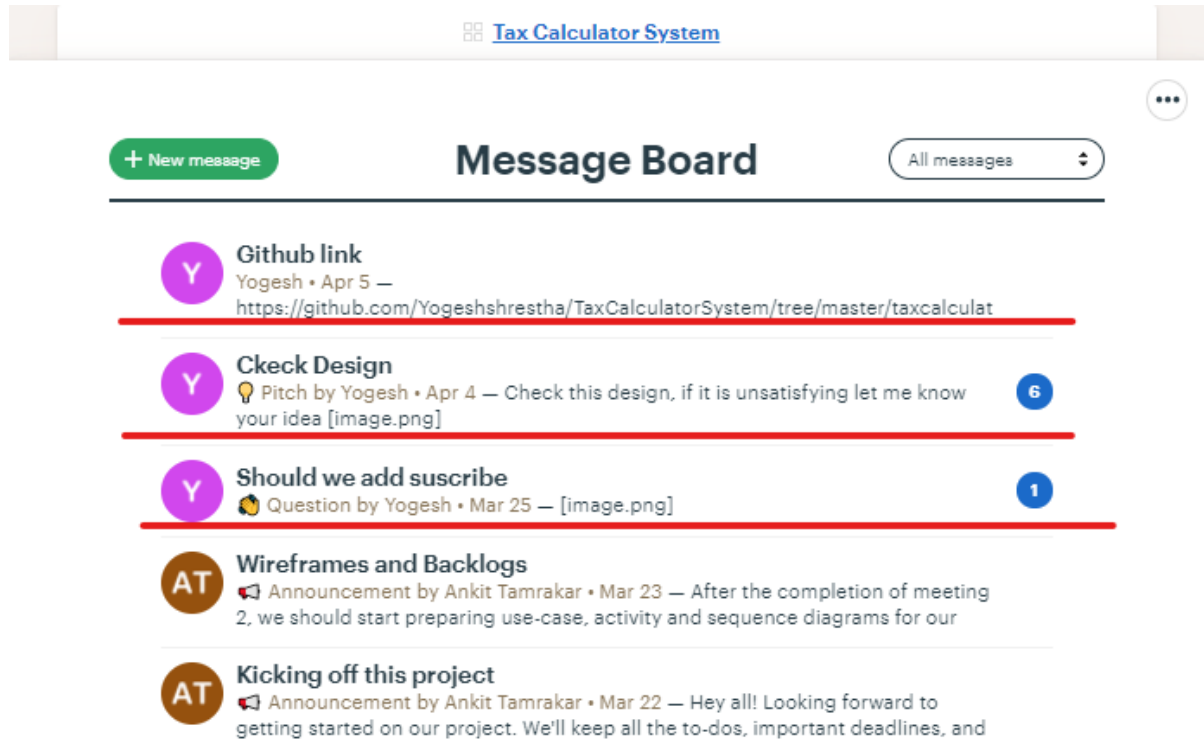 Tax Calculator System
+ New message
Message Board
All messages
Y
Github link
Yogesh • Apr 5 —
https://github.com/Yogeshshrestha/TaxCalculatorSystem/tree/master/taxcalculat
Y
Ckeck Design
Pitch by Yogesh • Apr 4 — Check this design, if it is unsatisfying let me know
your idea [image.png]
6
Y
Should we add suscribe
Question by Yogesh • Mar 25 — [image.png]
1
AT
Wireframes and Backlogs
Announcement by Ankit Tamrakar • Mar 23 — After the completion of meeting
2, we should start preparing use-case, activity and sequence diagrams for our
AT
Kicking off this project
Announcement by Ankit Tamrakar • Mar 22 — Hey all! Looking forward to
getting started on our project. We'll keep all the to-dos, important deadlines, and